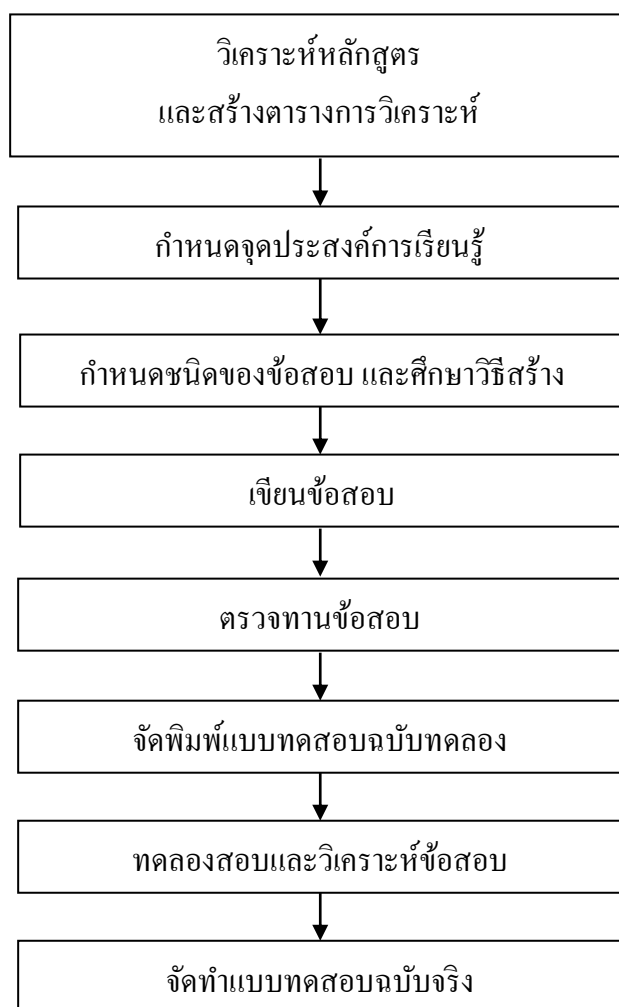 วิเคราะห์หลักสูตร
และสร้างตารางการวิเคราะห์
กำหนดจุดประสงค์การเรียนรู้
กำหนดชนิดของข้อสอบ และศึกษาวิธีสร้าง
เขียนข้อสอบ
ตรวจทานข้อสอบ
จัดพิมพ์แบบทดสอบฉบับทดลอง
ทดลองสอบและวิเคราะห์ข้อสอบ
จัดทำแบบทดสอบฉบับจริง